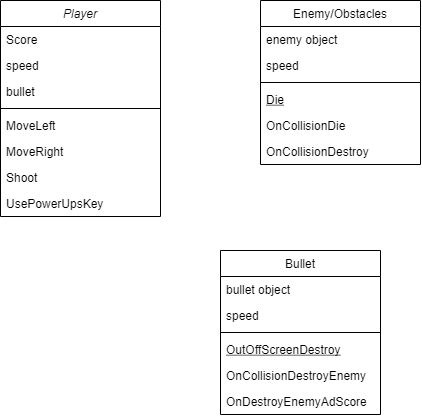 Player
Score
speed
bullet
MoveLeft
MoveRight
Shoot
UsePowerUpsKey
Enemy/Obstacles
enemy object
speed
Die
OnCollisionDie
OnCollisionDestroy
Bullet
bullet object
speed
OutOffScreenDestroy
OnCollisionDestroyEnemy
OnDestroyEnemyAdScore